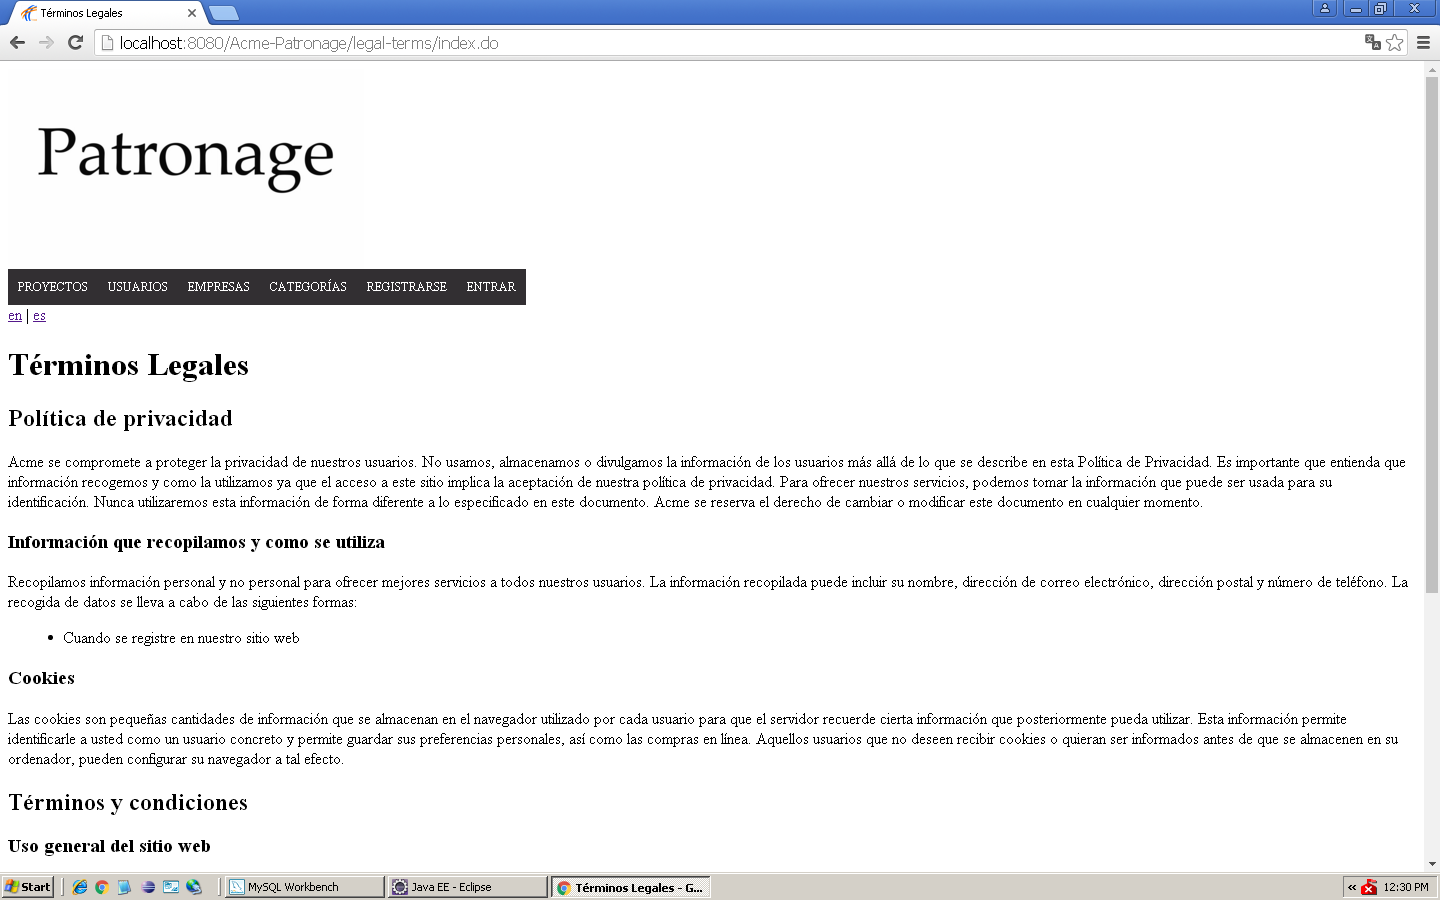 Términos Legales
localhost:8080/Acme-Patronage/legal-terms/index.do
Patronage
PROYECTOS USUARIOS EMPRESAS CATEGORÍAS REGISTRARSE ENTRAR
en | es
Términos Legales
Política de privacidad
Acme se compromete a proteger la privacidad de nuestros usuarios. No usamos, almacenamos o divulgamos la información de los usuarios más allá de lo que se describe en esta Política de Privacidad. Es importante que entienda que
información recogemos y como la utilizamos ya que el acceso a este sitio implica la aceptación de nuestra política de privacidad. Para ofrecer nuestros servicios, podemos tomar la información que puede ser usada para su
identificación. Nunca utilizaremos esta información de forma diferente a lo especificado en este documento. Acme se reserva el derecho de cambiar o modificar este documento en cualquier momento.
Información que recopilamos y como se utiliza
Recopilamos información personal y no personal para ofrecer mejores servicios a todos nuestros usuarios. La información recopilada puede incluir su nombre, dirección de correo electrónico, dirección postal y número de teléfono. La
recogida de datos se lleva a cabo de las siguientes formas:
• Cuando se registre en nuestro sitio web
Cookies
Las cookies son pequeñas cantidades de información que se almacenan en el navegador utilizado por cada usuario para que el servidor recuerde cierta información que posteriormente pueda utilizar. Esta información permite
identificarle a usted como un usuario concreto y permite guardar sus preferencias personales, así como las compras en línea. Aquellos usuarios que no deseen recibir cookies o quieran ser informados antes de que se almacenen en su
ordenador, pueden configurar su navegador a tal efecto.
Términos y condiciones
Uso general del sitio web
Start MySQL Workbench Java EE - Eclipse Términos Legales - G... « 12:30 PM